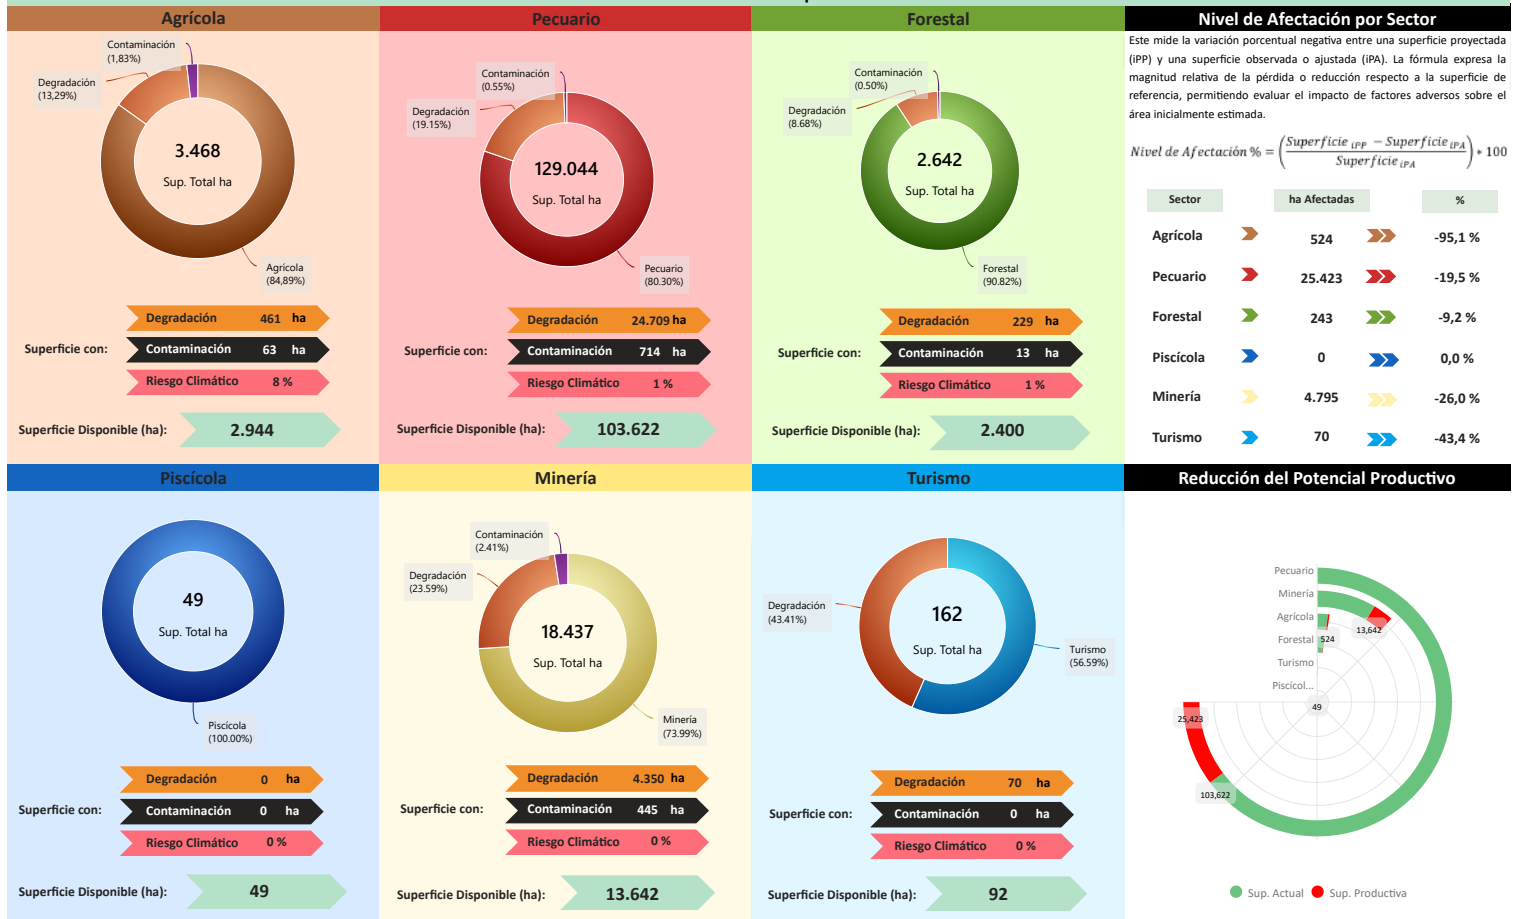 Agrícola
Contaminación
(1,83%)
Degradación
(13,29%)
3.468
Sup. Total ha
Agrícola
(84,89%)
Degradación 461 ha
Superficie con:
Contaminación 63 ha
Riesgo Climático 8 %
Superficie Disponible (ha): 2.944
Pecuario
Contaminación
(0.55%)
Degradación
(19.15%)
129.044
Sup. Total ha
Pecuario
(80.30%)
Degradación 24.709 ha
Superficie con:
Contaminación 714 ha
Riesgo Climático 1 %
Superficie Disponible (ha): 103.622
Forestal
Contaminación
(0.50%)
Degradación
(8.68%)
2.642
Sup. Total ha
Forestal
(90.82%)
Degradación 229 ha
Superficie con:
Contaminación 13 ha
Riesgo Climático 1 %
Superficie Disponible (ha): 2.400
Nivel de Afectación por Sector
Este mide la variación porcentual negativa entre una superficie proyectada
(iPP) y una superficie observada o ajustada (iPA). La fórmula expresa la
magnitud relativa de la pérdida o reducción respecto a la superficie de
referencia, permitiendo evaluar el impacto de factores adversos sobre el
área inicialmente estimada.
Nivel de Afectación % = (Superficie iPP − Superficie iPA / Superficie iPA) * 100
Sector ha Afectadas %
Agrícola 524 -95,1 %
Pecuario 25.423 -19,5 %
Forestal 243 -9,2 %
Piscícola 0 0,0 %
Minería 4.795 -26,0 %
Turismo 70 -43,4 %
Piscícola
49
Sup. Total ha
Piscícola
(100.00%)
Degradación 0 ha
Superficie con:
Contaminación 0 ha
Riesgo Climático 0 %
Superficie Disponible (ha): 49
Minería
Contaminación
(2.41%)
Degradación
(23.59%)
18.437
Sup. Total ha
Minería
(73.99%)
Degradación 4.350 ha
Superficie con:
Contaminación 445 ha
Riesgo Climático 0 %
Superficie Disponible (ha): 13.642
Turismo
Degradación
(43.41%)
162
Sup. Total ha
Turismo
(56.59%)
Degradación 70 ha
Superficie con:
Contaminación 0 ha
Riesgo Climático 0 %
Superficie Disponible (ha): 92
Reducción del Potencial Productivo
Pecuario
Minería
Agrícola
Forestal
Turismo
Piscícol...
13,642
524
49
25,423
103,622
Sup. Actual
Sup. Productiva